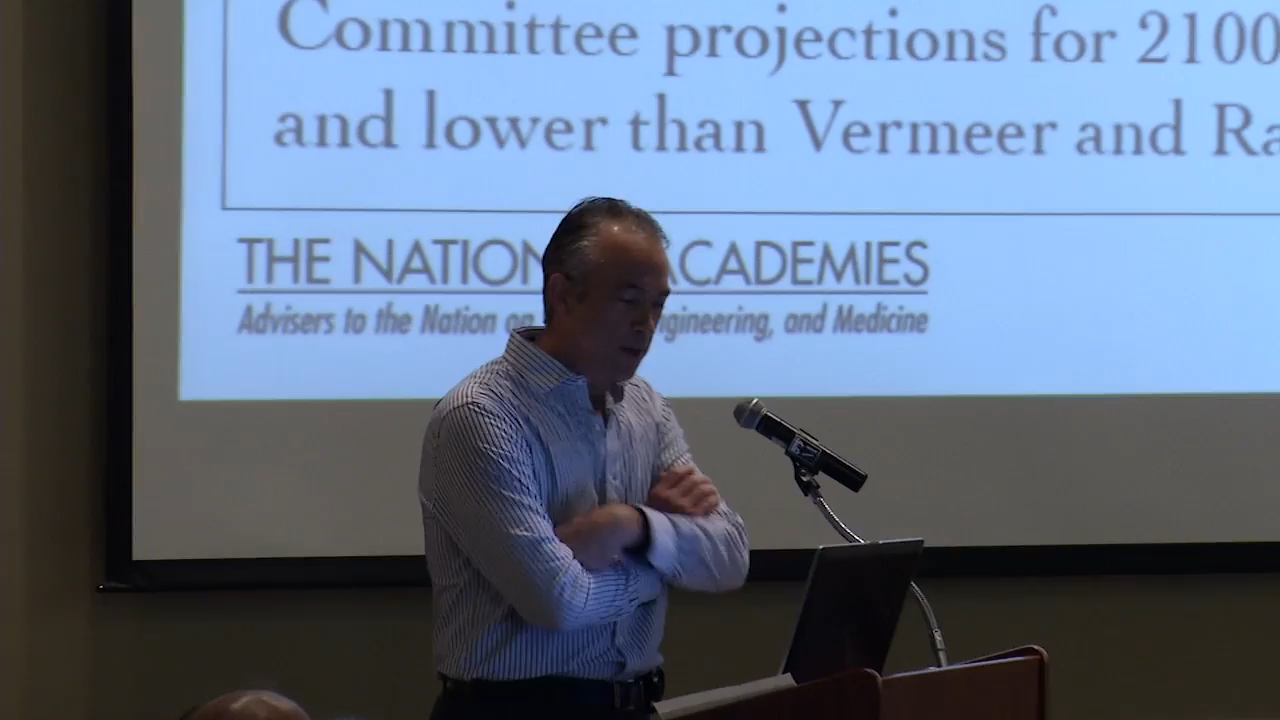 Committee projections for 2100
and lower than Vermeer and Ra
THE NATION ACADEMIES
Advisers to the Nation on ngineering, and Medicine